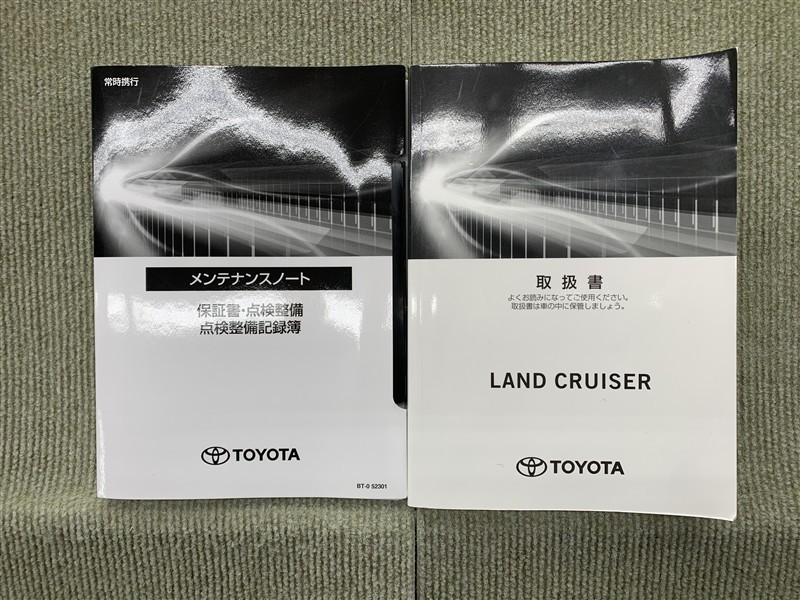 常時携行
メンテナンスノート
保証書・点検整備
点検整備記録簿
TOYOTA
BT-0 52301
取扱書
よくお読みになってご使用ください。
取扱書は車の中に保管しましょう。
LAND CRUISER
TOYOTA